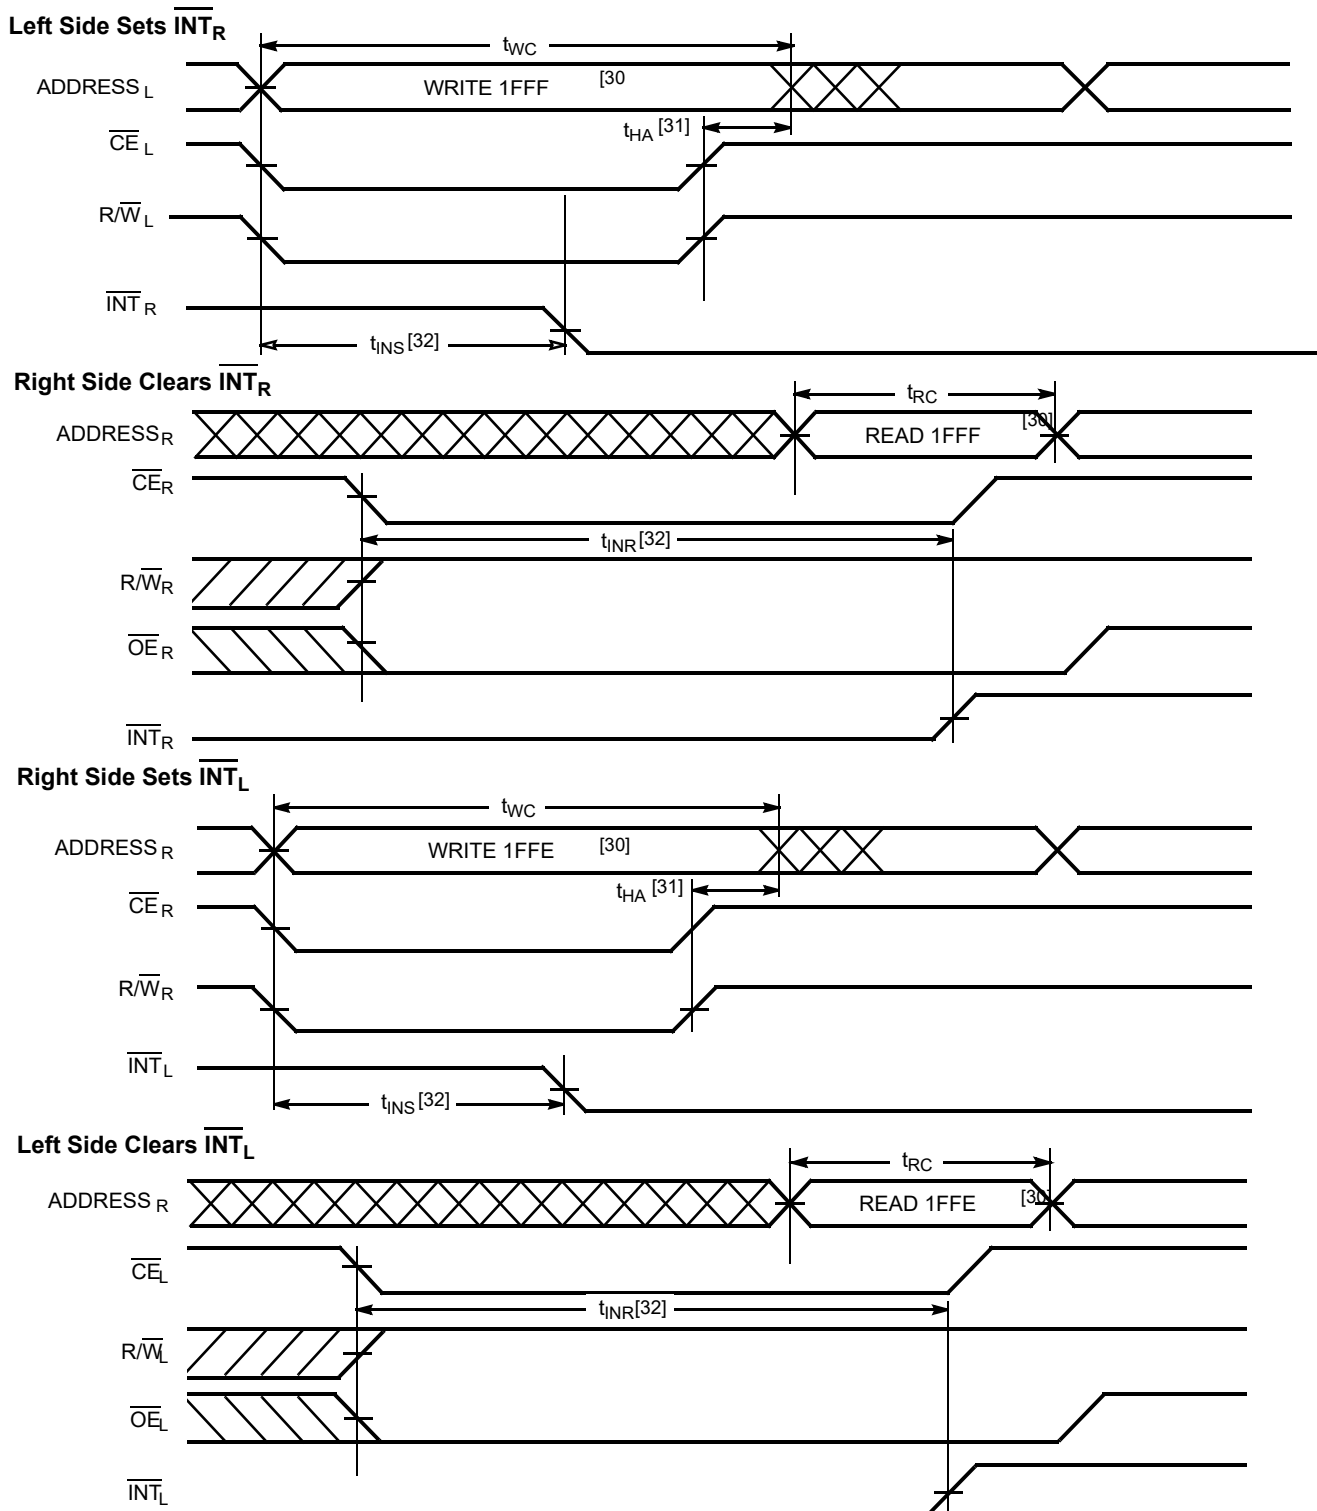 Left Side Sets INT̅R
tWC
ADDRESS L
WRITE 1FFF [30
tHA [31]
CE L
R/W L
INT R
tINS [32]
Right Side Clears INTR
tRC
ADDRESSR
READ 1FFF [30]
CER
tINR [32]
R/WR
OE R
INTR
Right Side Sets INTL
tWC
ADDRESS R
WRITE 1FFE [30]
tHA [31]
CE R
R/WR
INT L
tINS [32]
Left Side Clears INTL
tRC
ADDRESS R
READ 1FFE [30]
CEL
tINR[32]
R/WL
OEL
INTL